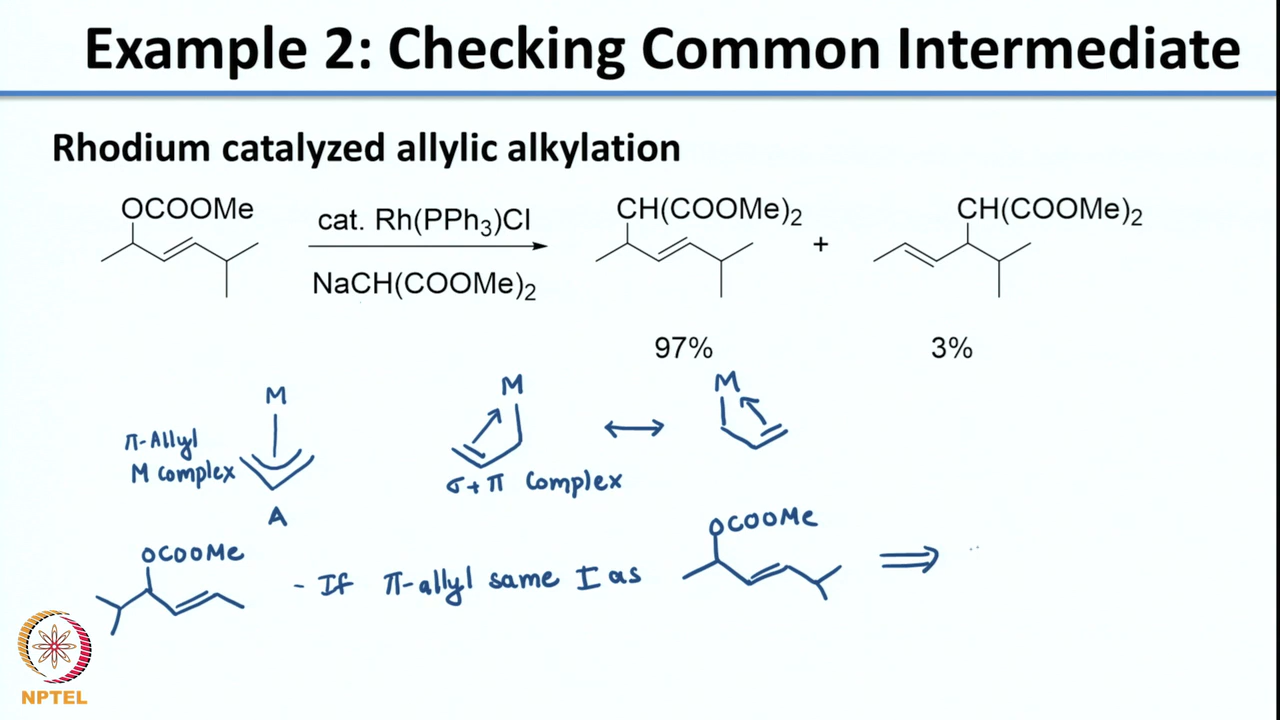 Example 2: Checking Common Intermediate
Rhodium catalyzed allylic alkylation
OCOOMe
cat. Rh(PPh3)Cl
NaCH(COOMe)2
CH(COOMe)2
+
CH(COOMe)2
97%
3%
M
π-Allyl
M complex
A
M
σ+π Complex
M
OCOOMe
- If π-allyl same I as
OCOOMe
NPTEL